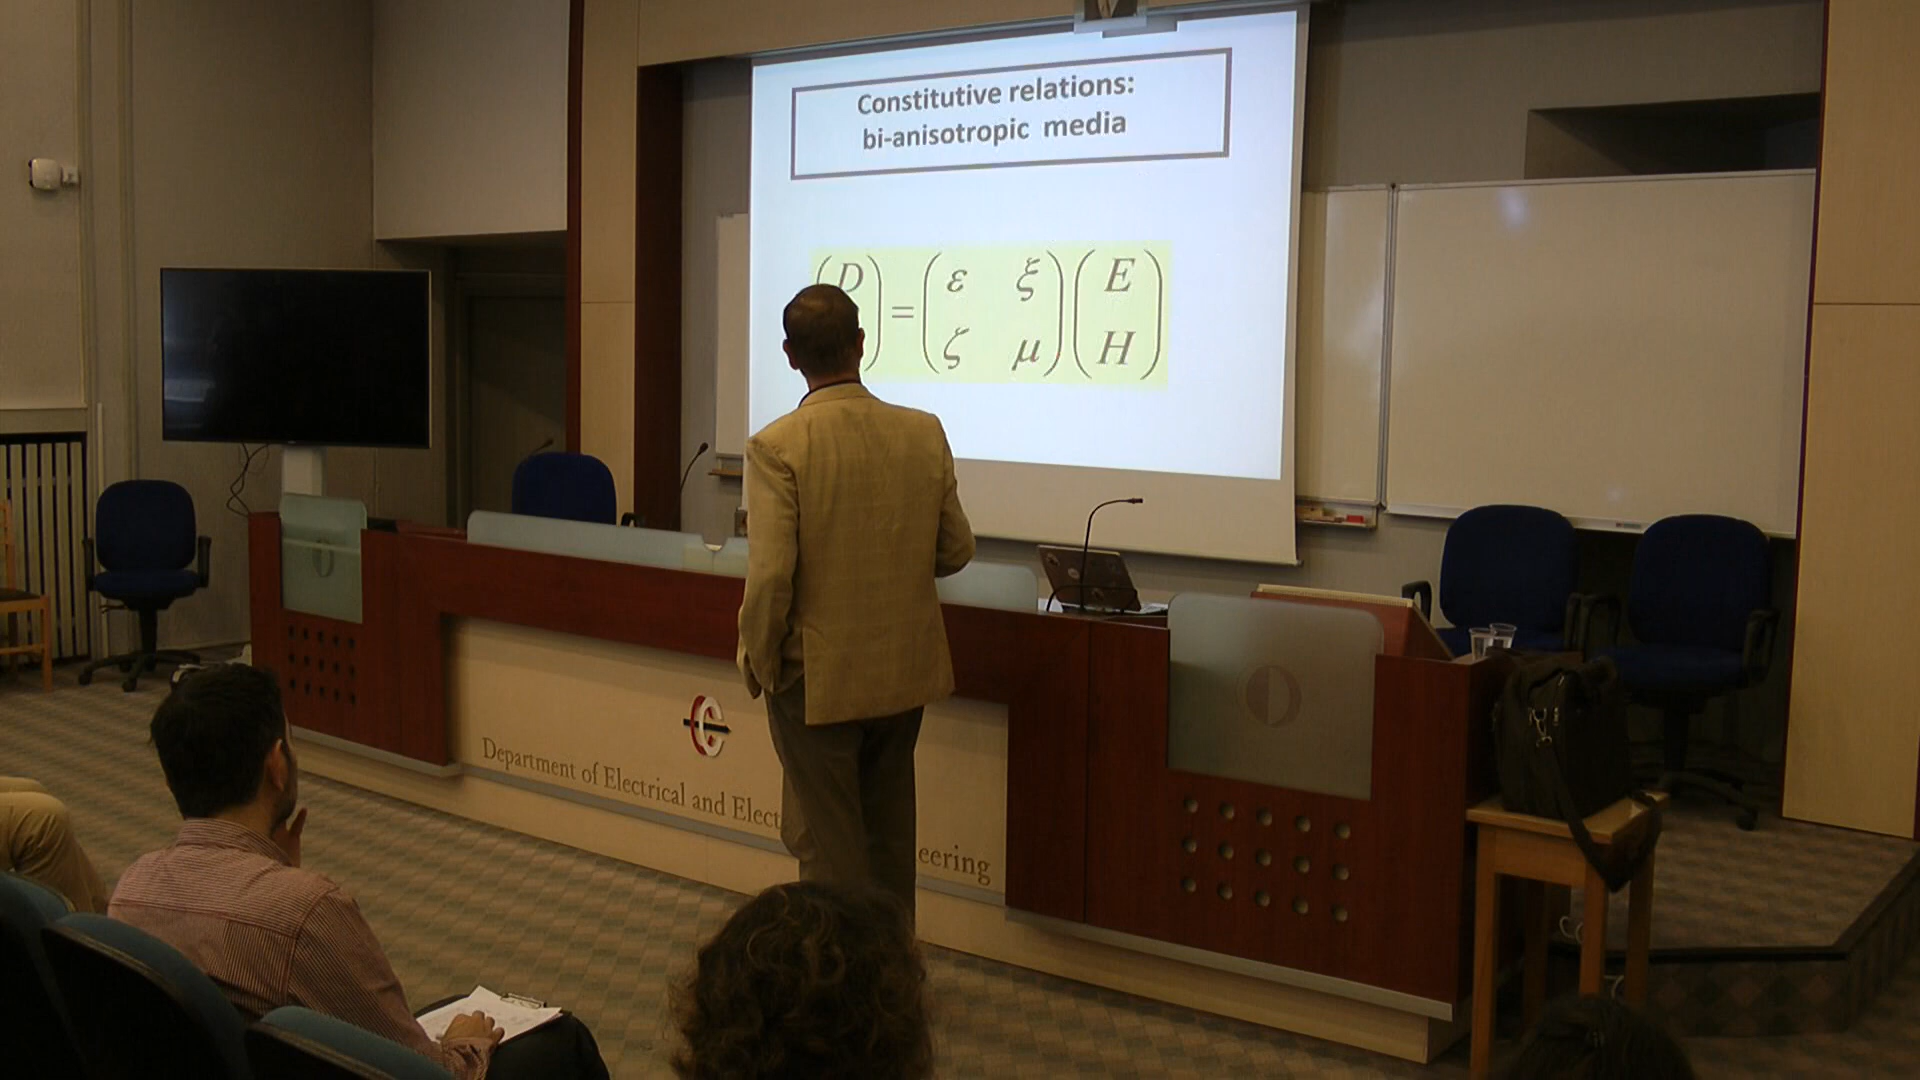 Constitutive relations:
bi-anisotropic media
D = ε ξ E
ζ μ H
Department of Electrical and Elect
eering